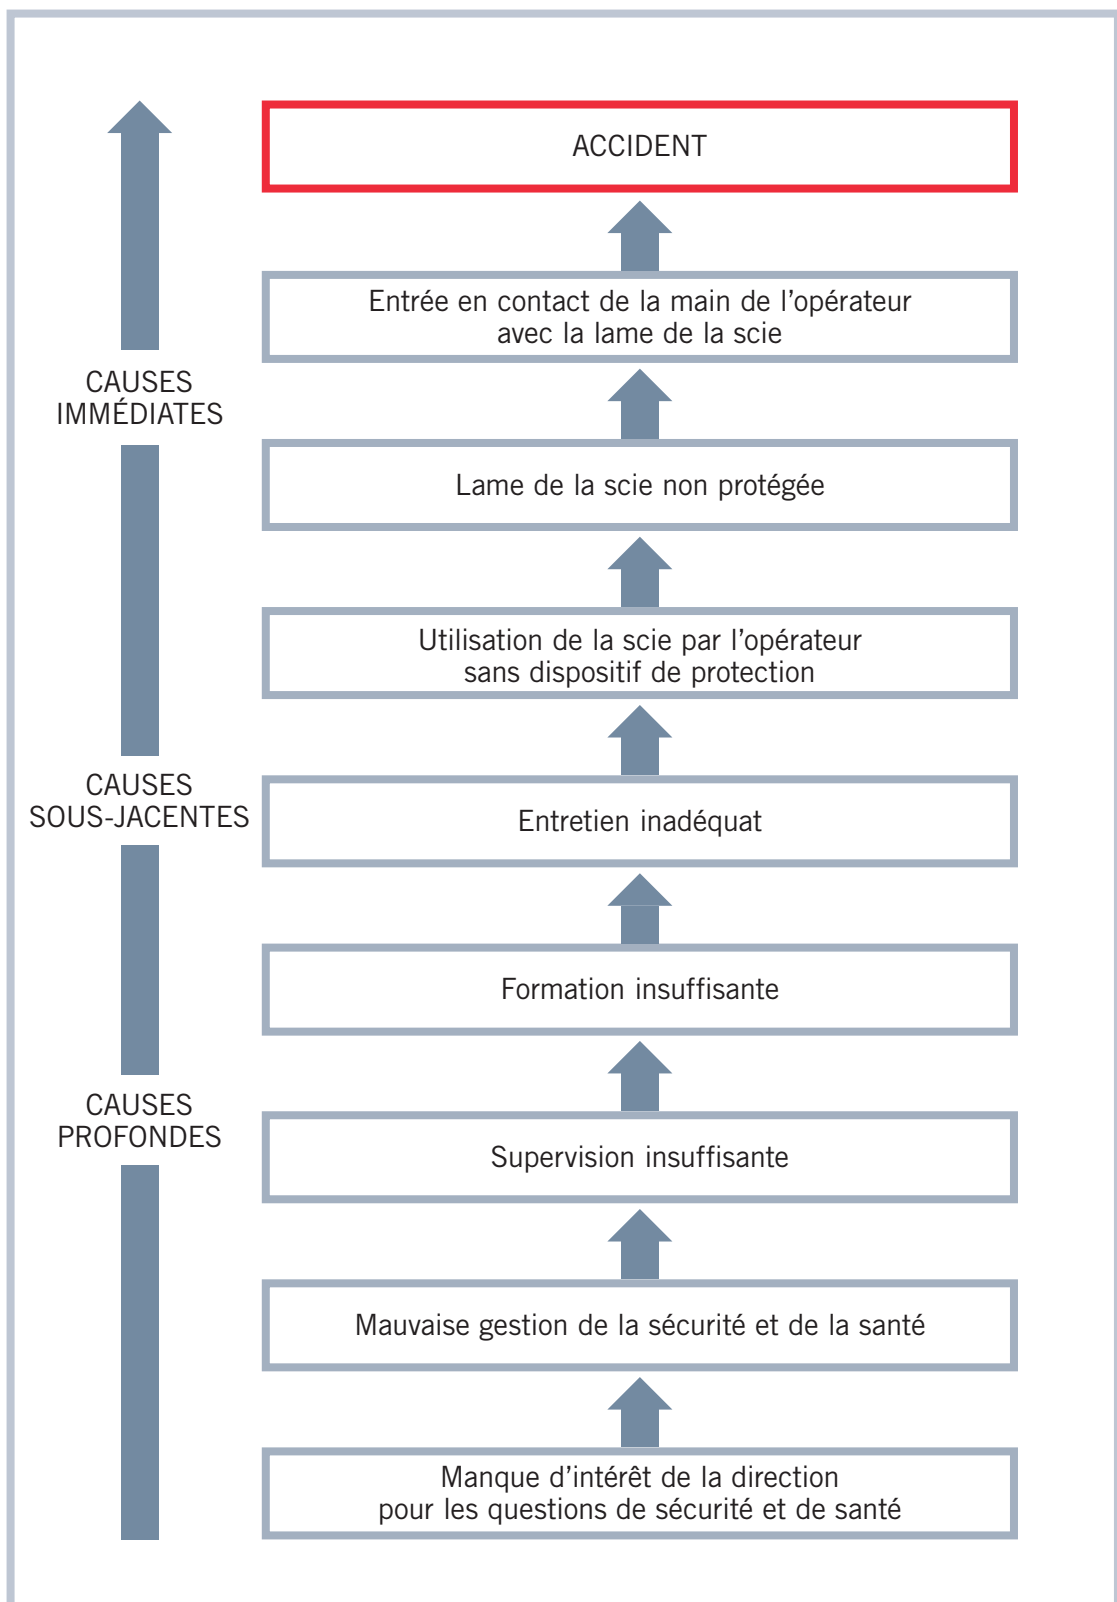 ACCIDENT
Entrée en contact de la main de l’opérateur
avec la lame de la scie
CAUSES
IMMÉDIATES
Lame de la scie non protégée
Utilisation de la scie par l’opérateur
sans dispositif de protection
CAUSES
SOUS-JACENTES
Entretien inadéquat
Formation insuffisante
CAUSES
PROFONDES
Supervision insuffisante
Mauvaise gestion de la sécurité et de la santé
Manque d’intérêt de la direction
pour les questions de sécurité et de santé